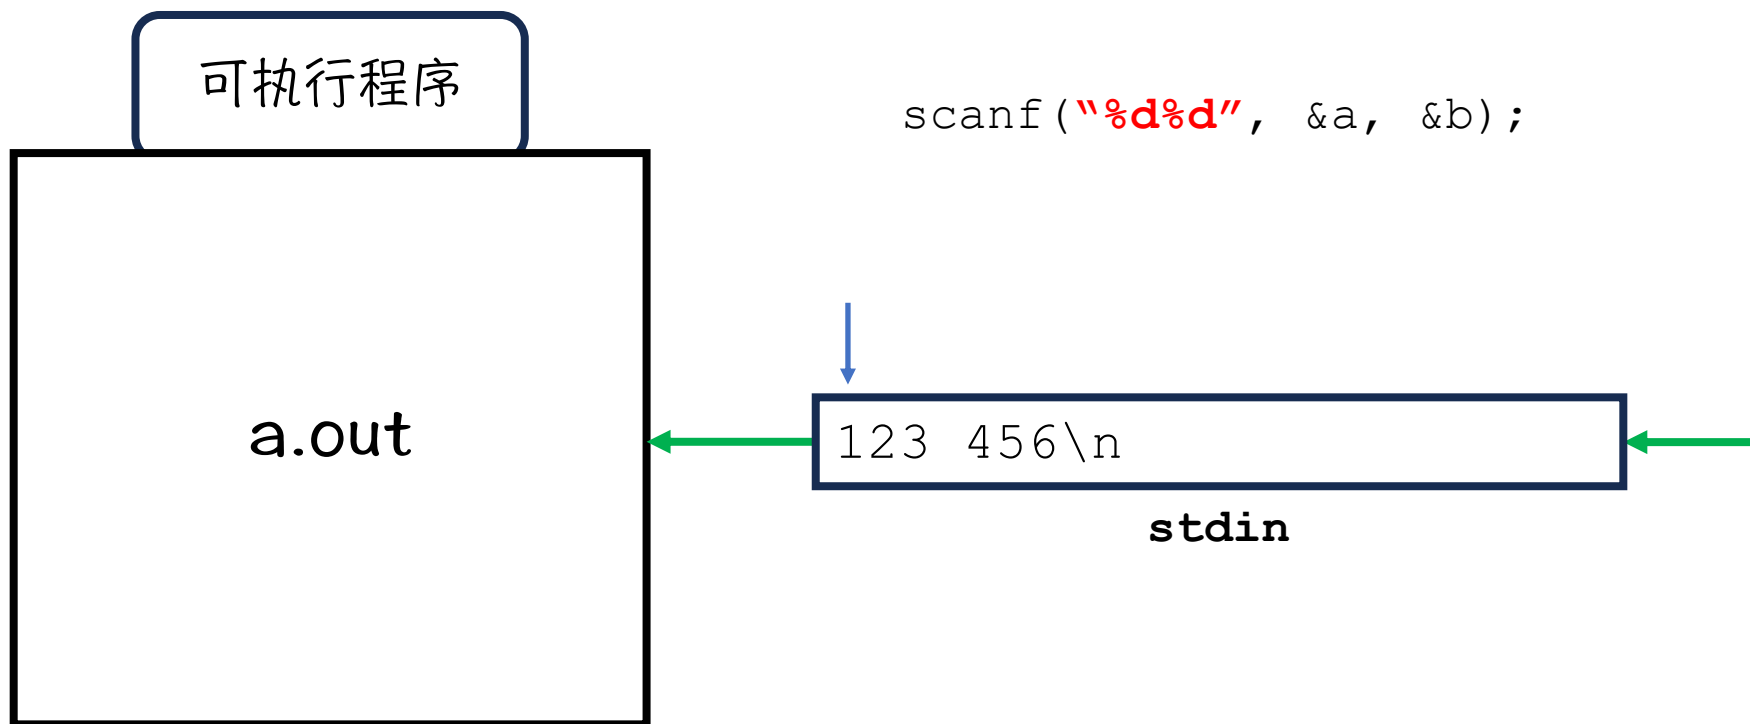 可执行程序
scanf(“%d%d”, &a, &b);
a.out
123 456\n
stdin